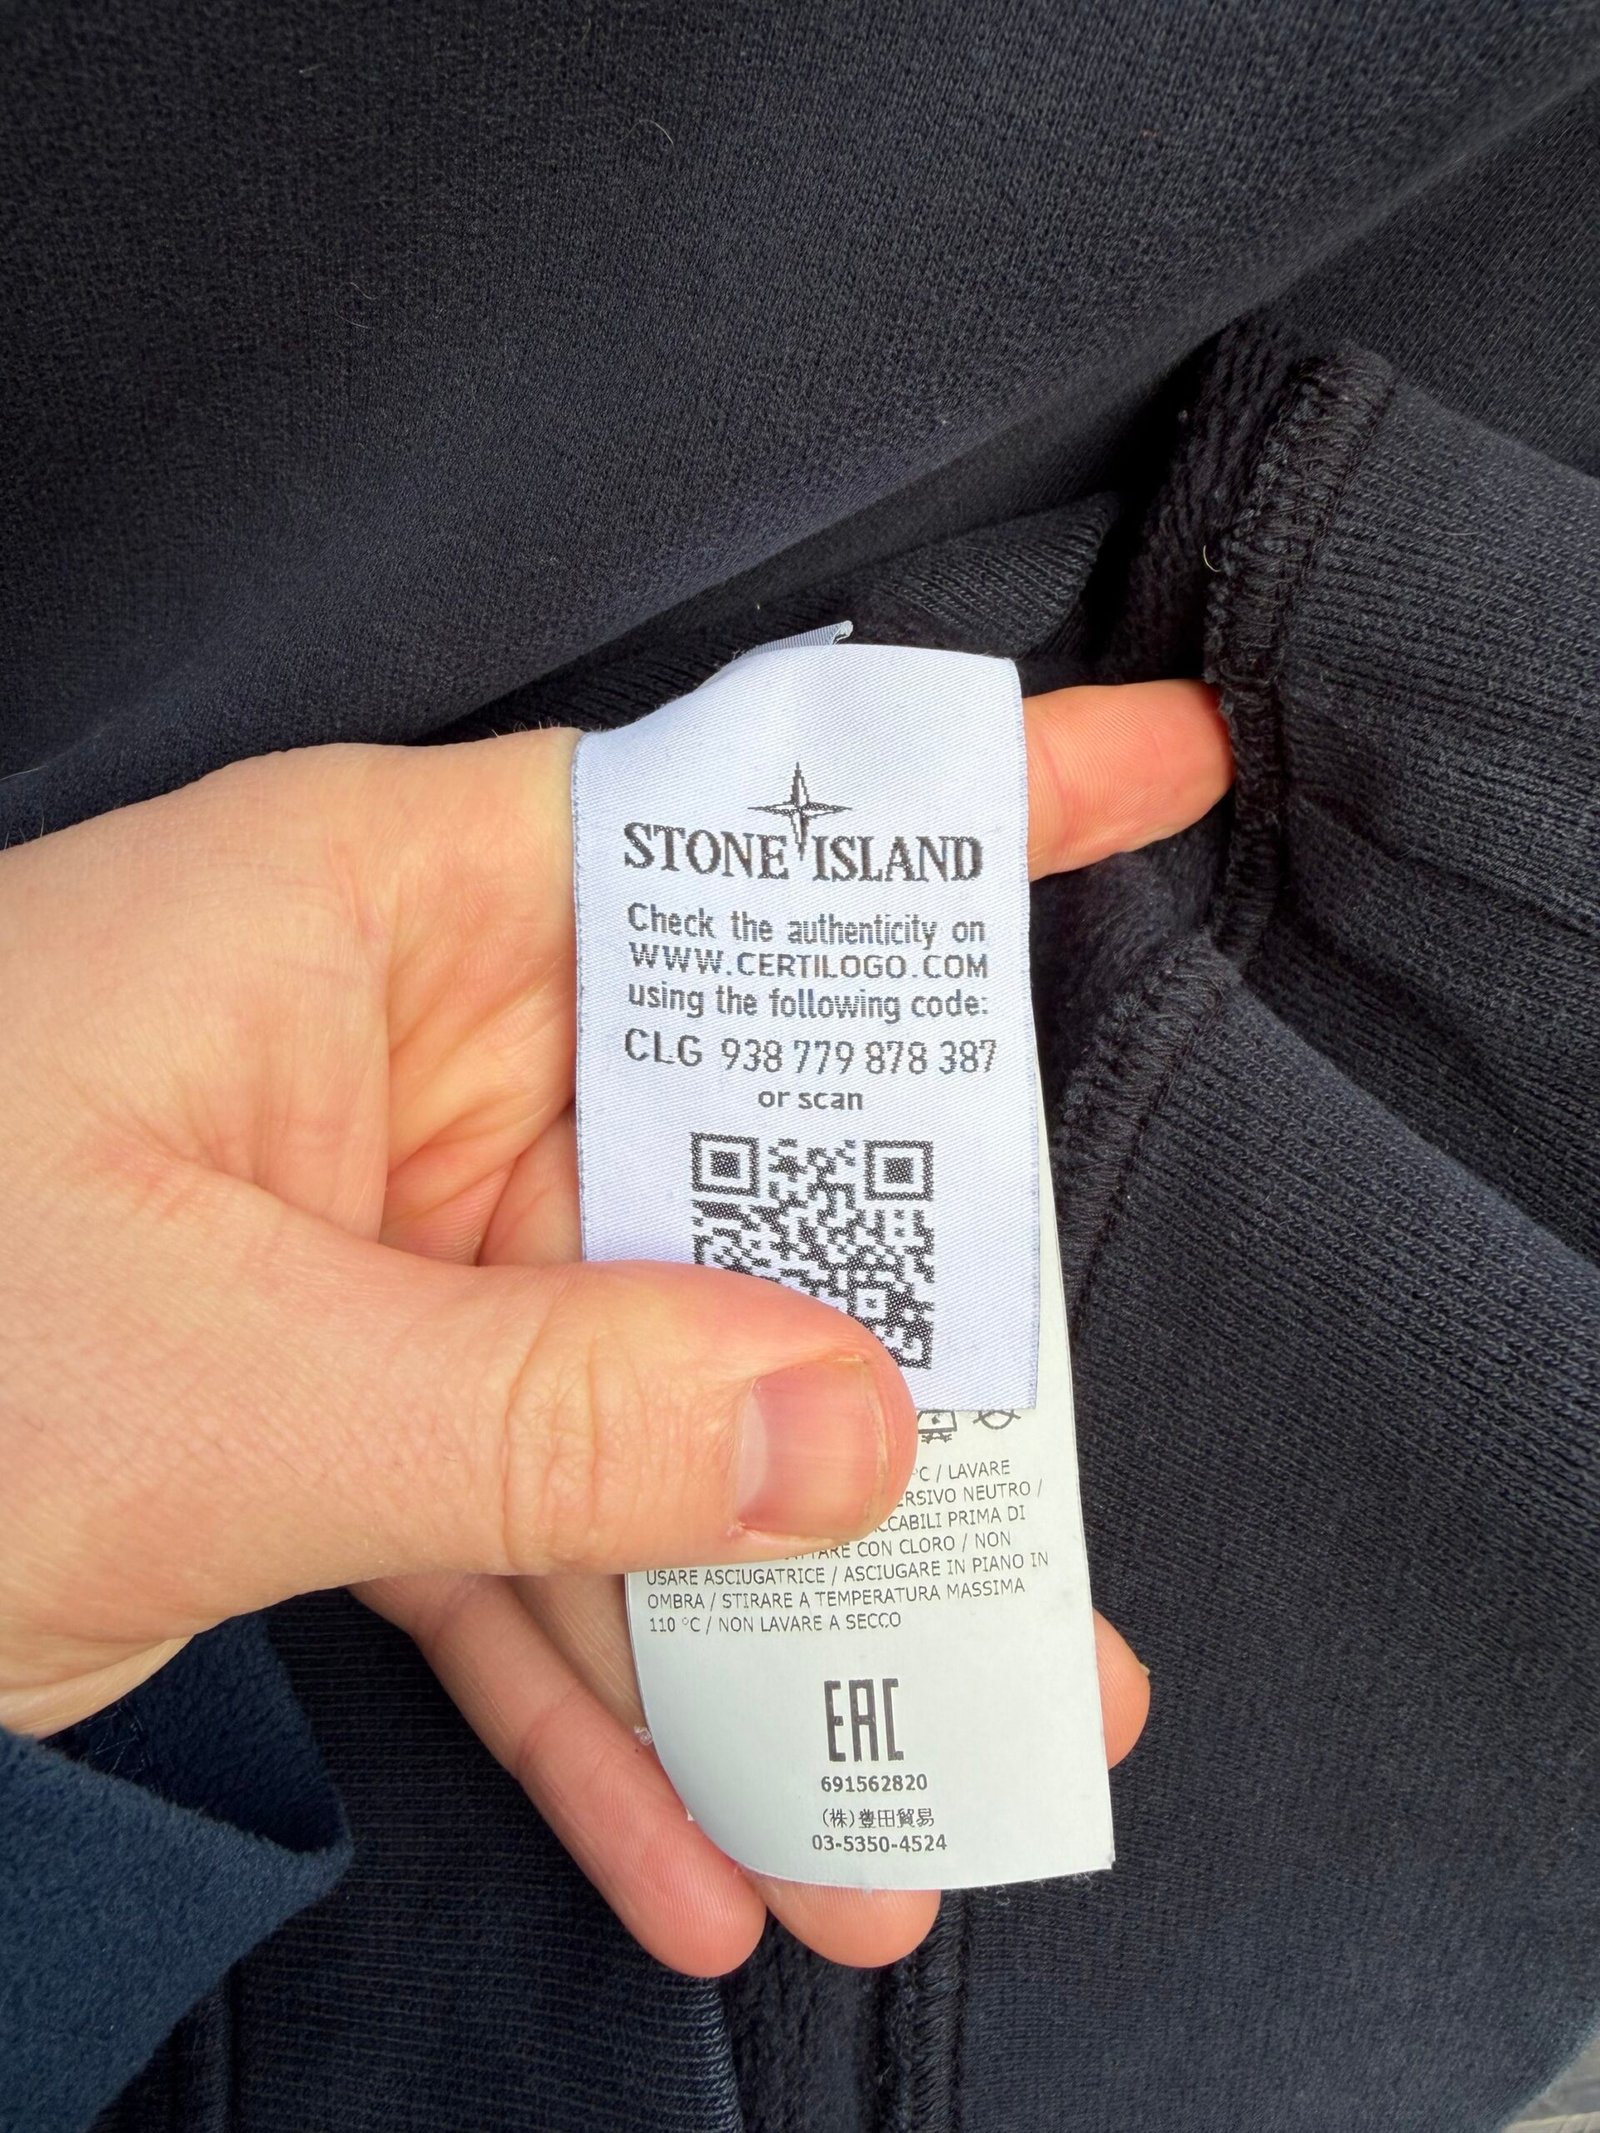 STONE ISLAND
Check the authenticity on
WWW.CERTILOGO.COM
using the following code:
CLG 938 779 878 387
or scan
°C / LAVARE
NEUTRO /
PRIMA DI
CON CLORO / NON
USARE ASCIUGATRICE / ASCIUGARE IN PIANO IN
OMBRA / STIRARE A TEMPERATURA MASSIMA
110 °C / NON LAVARE A SECCO
EAC
691562820
(株)豊田貿易
03-5350-4524